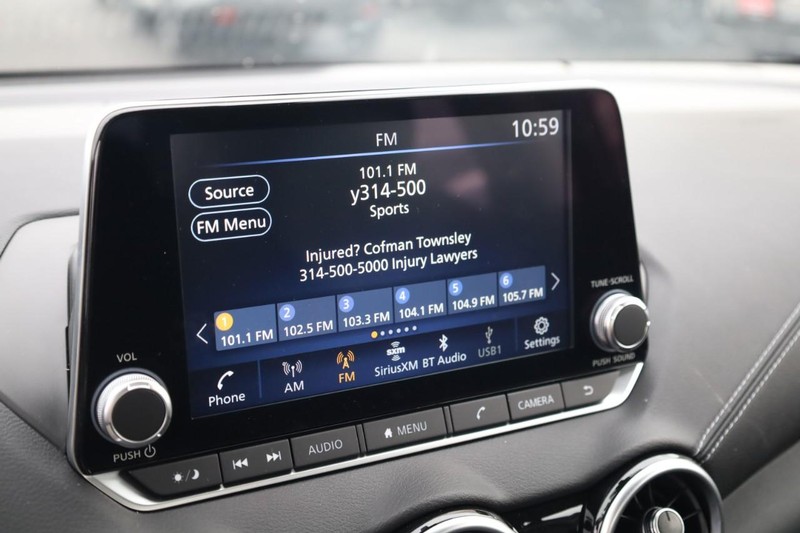 FM
10:59
101.1 FM
y314-500
Sports
Source
FM Menu
Injured? Cofman Townsley
314-500-5000 Injury Lawyers
1
101.1 FM
2
102.5 FM
3
103.3 FM
4
104.1 FM
5
104.9 FM
6
105.7 FM
Phone
AM
FM
sxm
SiriusXM
BT Audio
USB1
Settings
VOL
PUSH
TUNE-SCROLL
PUSH SOUND
AUDIO
MENU
CAMERA